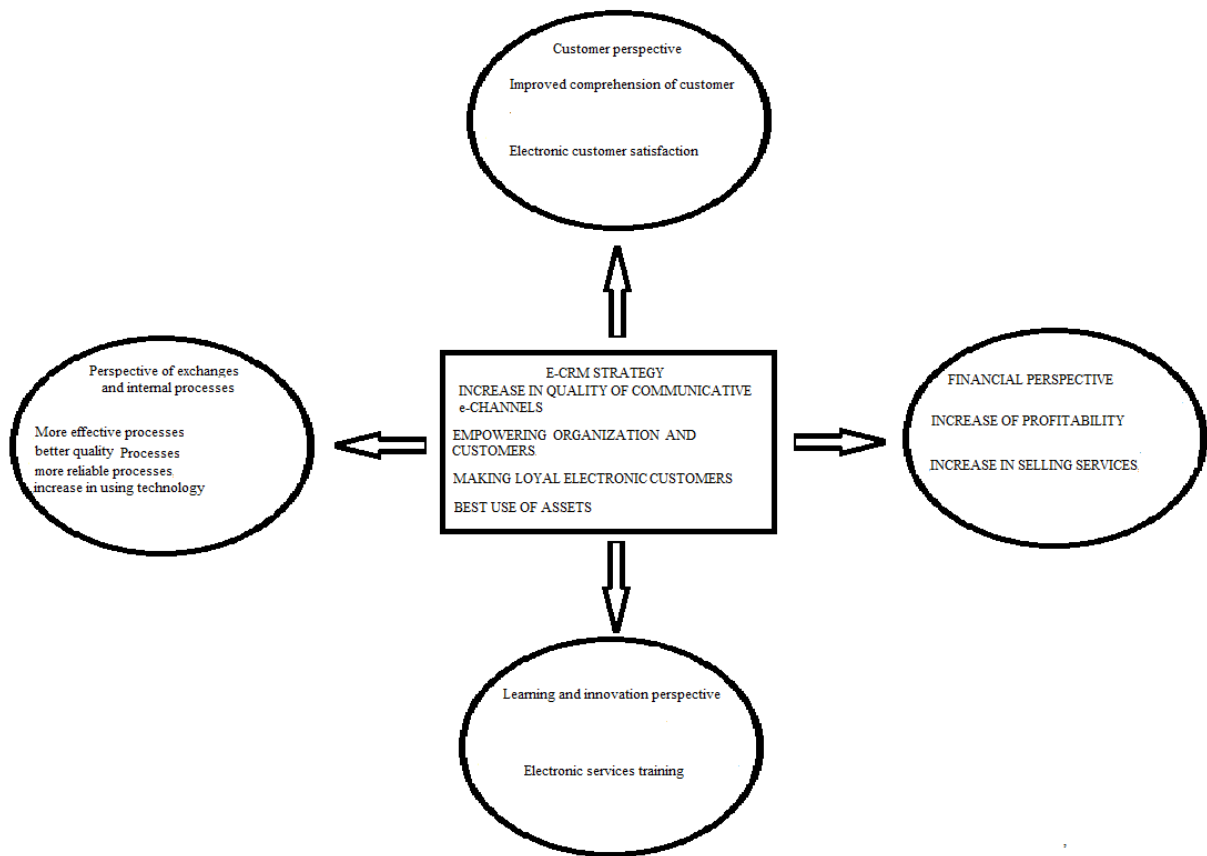 Customer perspective
Improved comprehension of customer
Electronic customer satisfaction
Perspective of exchanges
and internal processes
More effective processes
better quality Processes
more reliable processes
increase in using technology
E-CRM STRATEGY
INCREASE IN QUALITY OF COMMUNICATIVE
e-CHANNELS
EMPOWERING ORGANIZATION AND
CUSTOMERS
MAKING LOYAL ELECTRONIC CUSTOMERS
BEST USE OF ASSETS
FINANCIAL PERSPECTIVE
INCREASE OF PROFITABILITY
INCREASE IN SELLING SERVICES
Learning and innovation perspective
Electronic services training